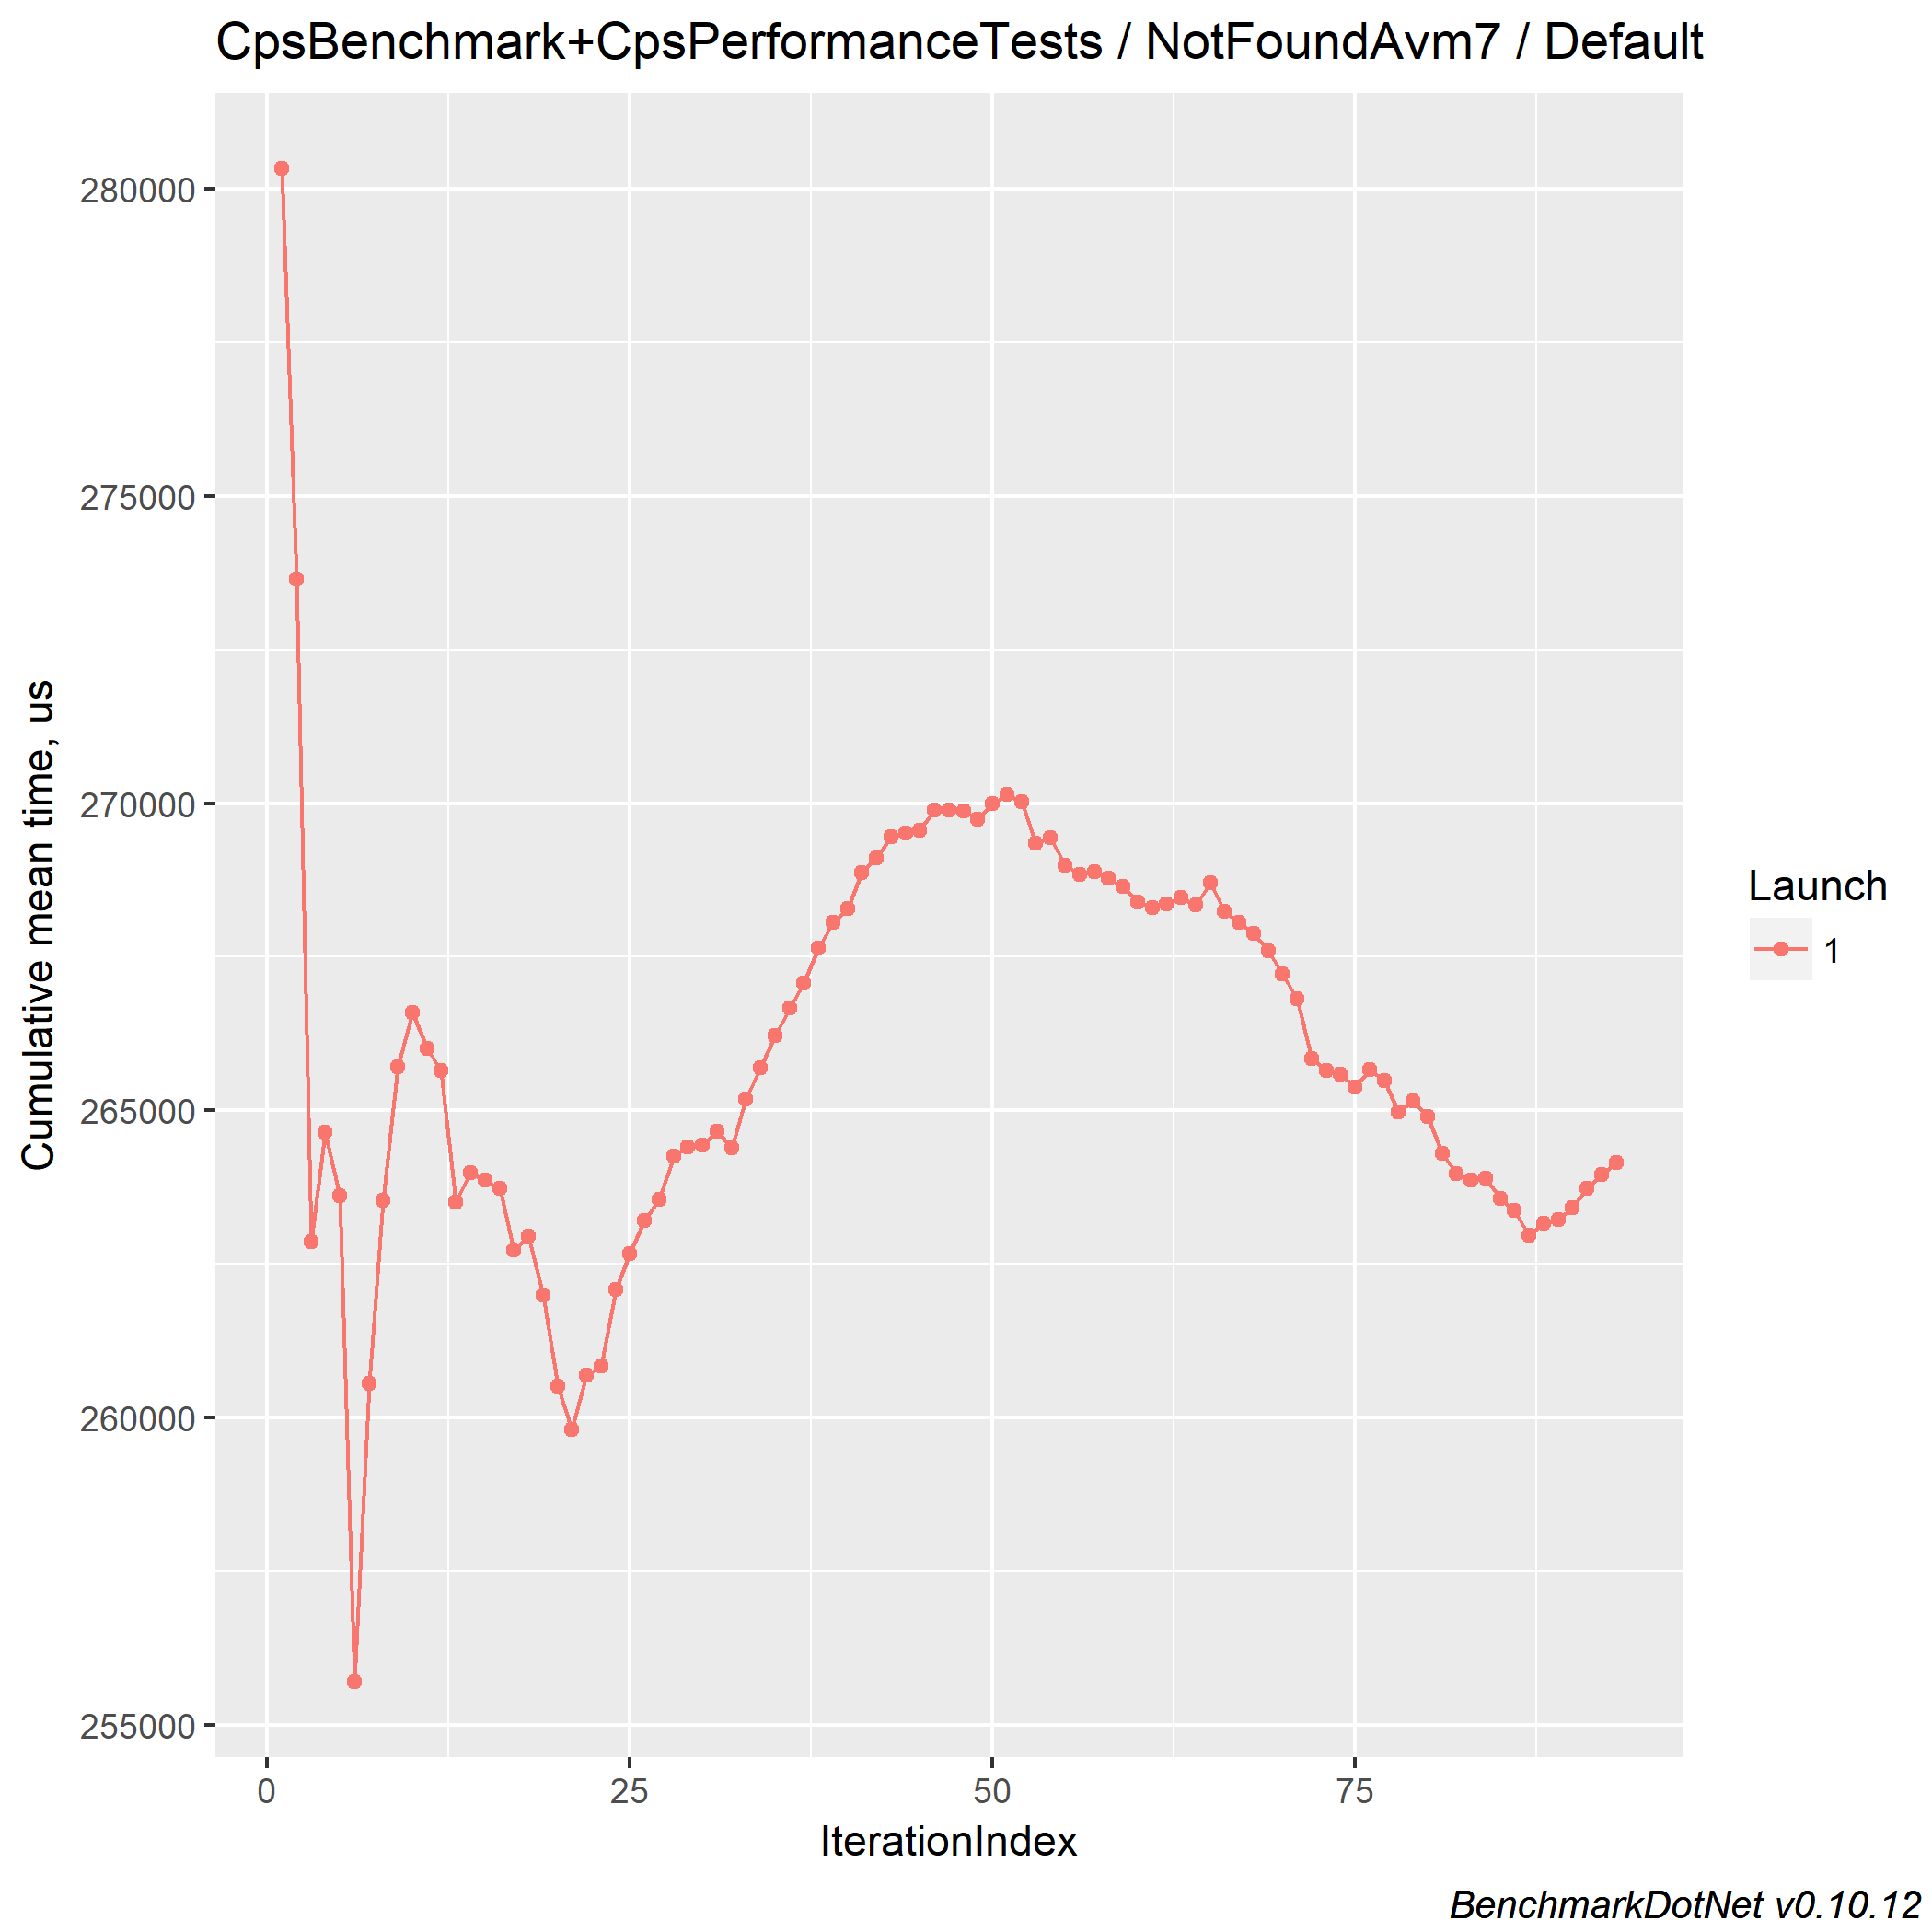 CpsBenchmark+CpsPerformanceTests / NotFoundAvm7 / Default
280000
275000
270000
265000
260000
255000
Cumulative mean time, us
0 25 50 75
IterationIndex
Launch
1
BenchmarkDotNet v0.10.12